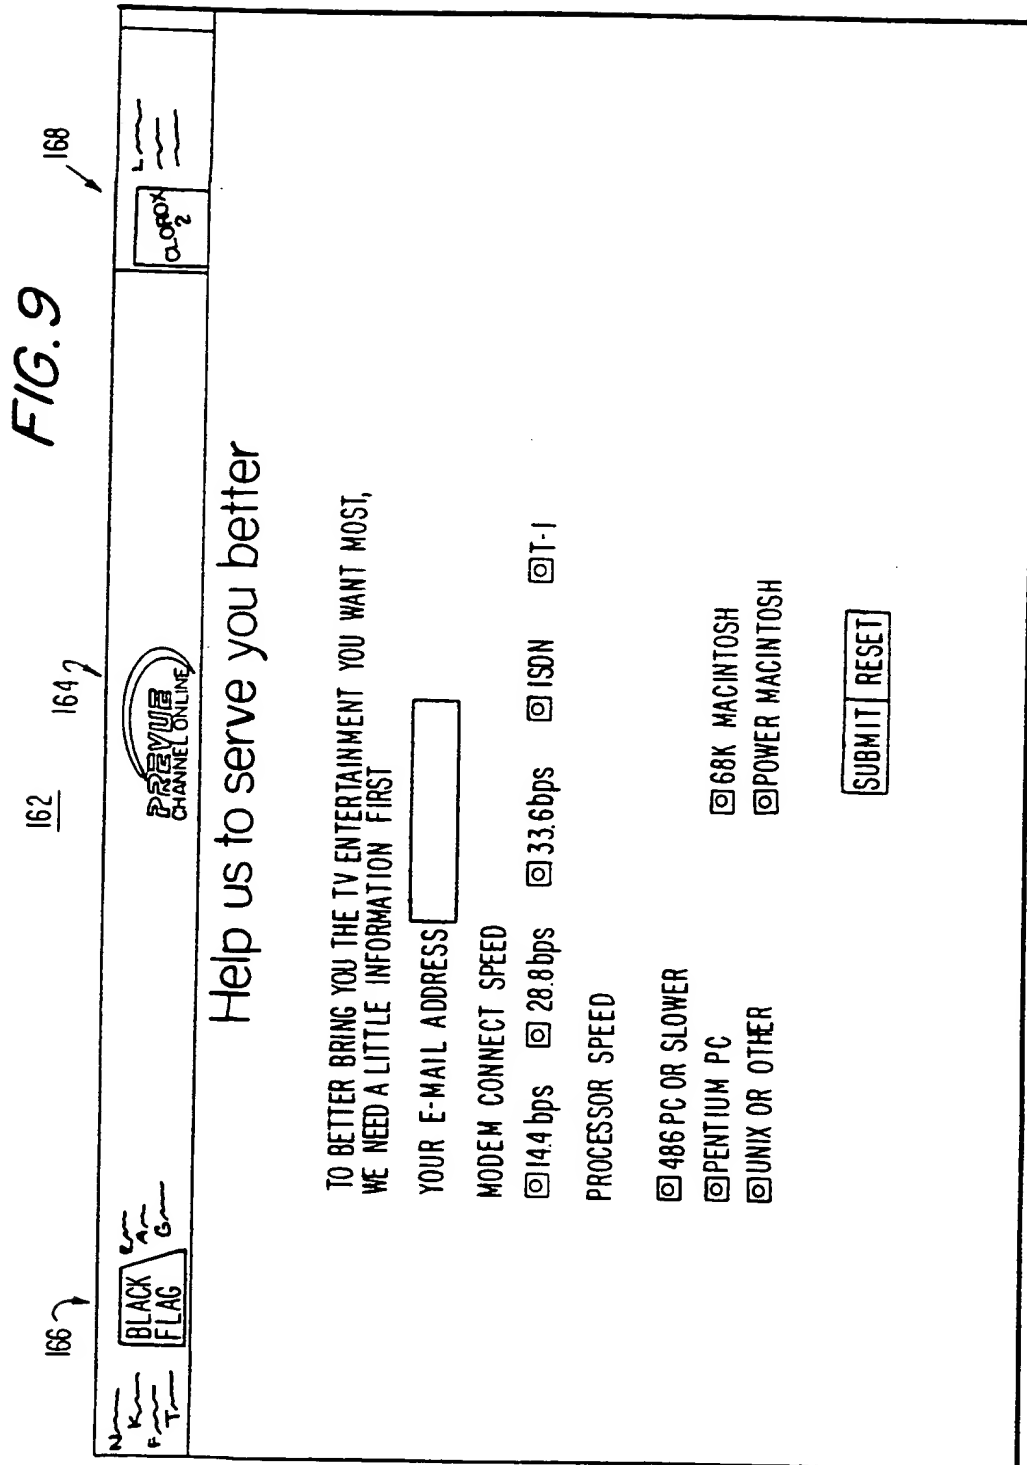 FIG. 9
162
166
164
168
N
K
F
T
BLACK
FLAG
R
A
G
PREVUE
CHANNEL ONLINE
CLOROX
2
L
Help us to serve you better
TO BETTER BRING YOU THE TV ENTERTAINMENT YOU WANT MOST,
WE NEED A LITTLE INFORMATION FIRST
YOUR E-MAIL ADDRESS
MODEM CONNECT SPEED
14.4 bps 28.8bps 33.6bps ISDN T-1
PROCESSOR SPEED
486 PC OR SLOWER 68K MACINTOSH
PENTIUM PC POWER MACINTOSH
UNIX OR OTHER
SUBMIT RESET